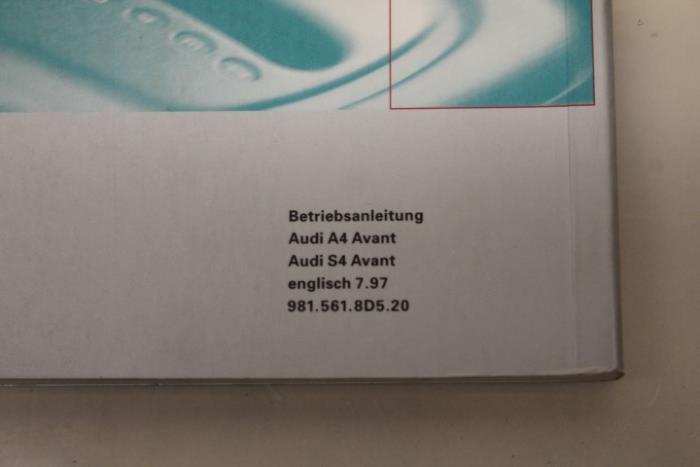 Betriebsanleitung
Audi A4 Avant
Audi S4 Avant
englisch 7.97
981.561.8D5.20